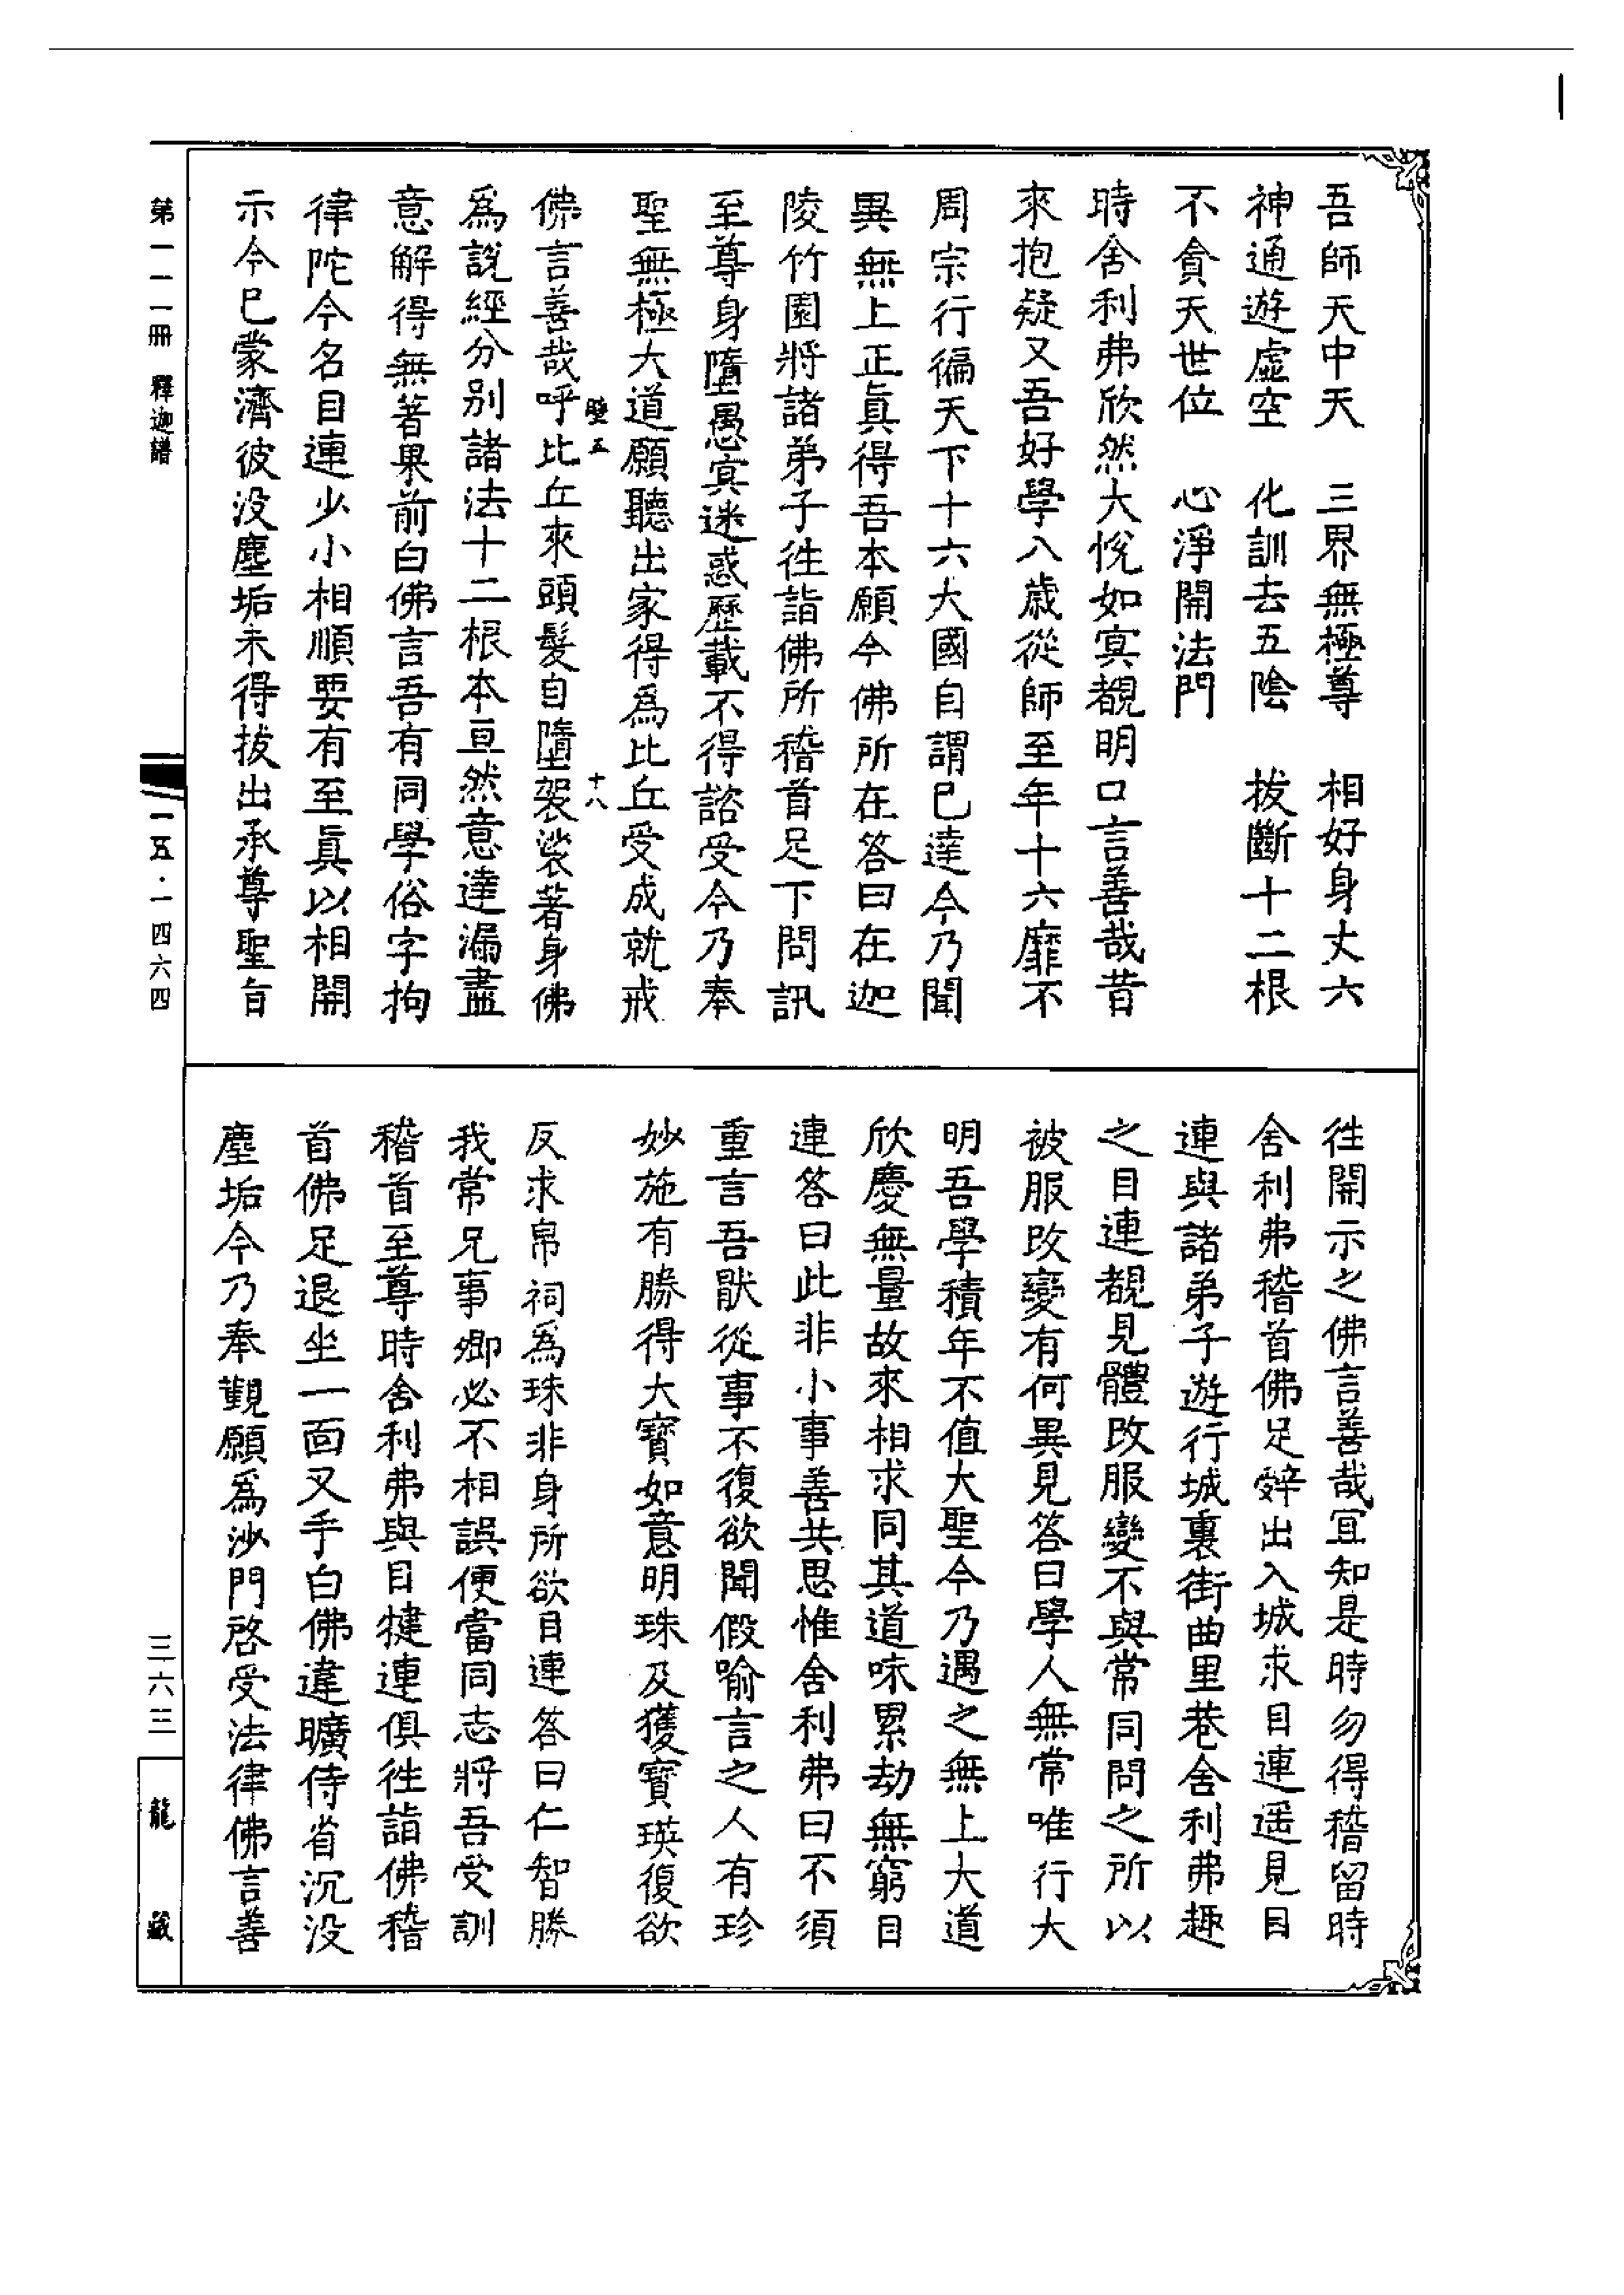 吾師天中天　三界無極尊　相好身丈六
神通遊虛空　化訓去五陰　拔斷十二根
不貪天世位　心淨開法門
時舍利弗欣然大悅如冥覩明口言善哉昔
來抱疑又吾好學八歲從師至年十六靡不
周宗行徧天下十六大國自謂已達今乃聞
異無上正眞得吾本願今佛所在答曰在迦
陵竹園將諸弟子徃詣佛所稽首足下問訊
至尊身墮愚冥迷惑歷載不得諮受今乃奉
聖無極大道願聽出家得爲比丘受成就戒
佛言善哉呼比丘來頭髮自墮袈裟著身佛
爲說經分別諸法十二根本亘然意達漏盡
意解得無著果前白佛言吾有同學俗字拘
律陀今名目連少小相順要有至眞以相開
示今已蒙濟彼没塵垢未得拔出承尊聖旨
十八
第一一一冊　釋迦譜
一五·一四六四
徃開示之佛言善哉宜知是時勿得稽留時
舍利弗稽首佛足辤出入城求目連遥見目
連與諸弟子遊行城裏街曲里巷舍利弗趣
之目連覩見體改服變不與常同問之所以
被服改變有何異見答曰學人無常唯行大
明吾學積年不值大聖今乃遇之無上大道
欣慶無量故來相求同其道味累劫無窮目
連答曰此非小事善共思惟舍利弗曰不須
重言吾猒從事不復欲聞假喻言之人有珍
妙施有勝得大寶如意明珠及獲寶瑛復欲
反求帛祠爲珠非身所欲目連答曰仁智勝
我常兄事卿必不相誤便當同志將吾受訓
稽首至尊時舍利弗與目揵連俱徃詣佛稽
首佛足退坐一面叉手白佛違曠侍省沉没
塵垢今乃奉覲願爲沙門啓受法律佛言善
三六三
龍藏